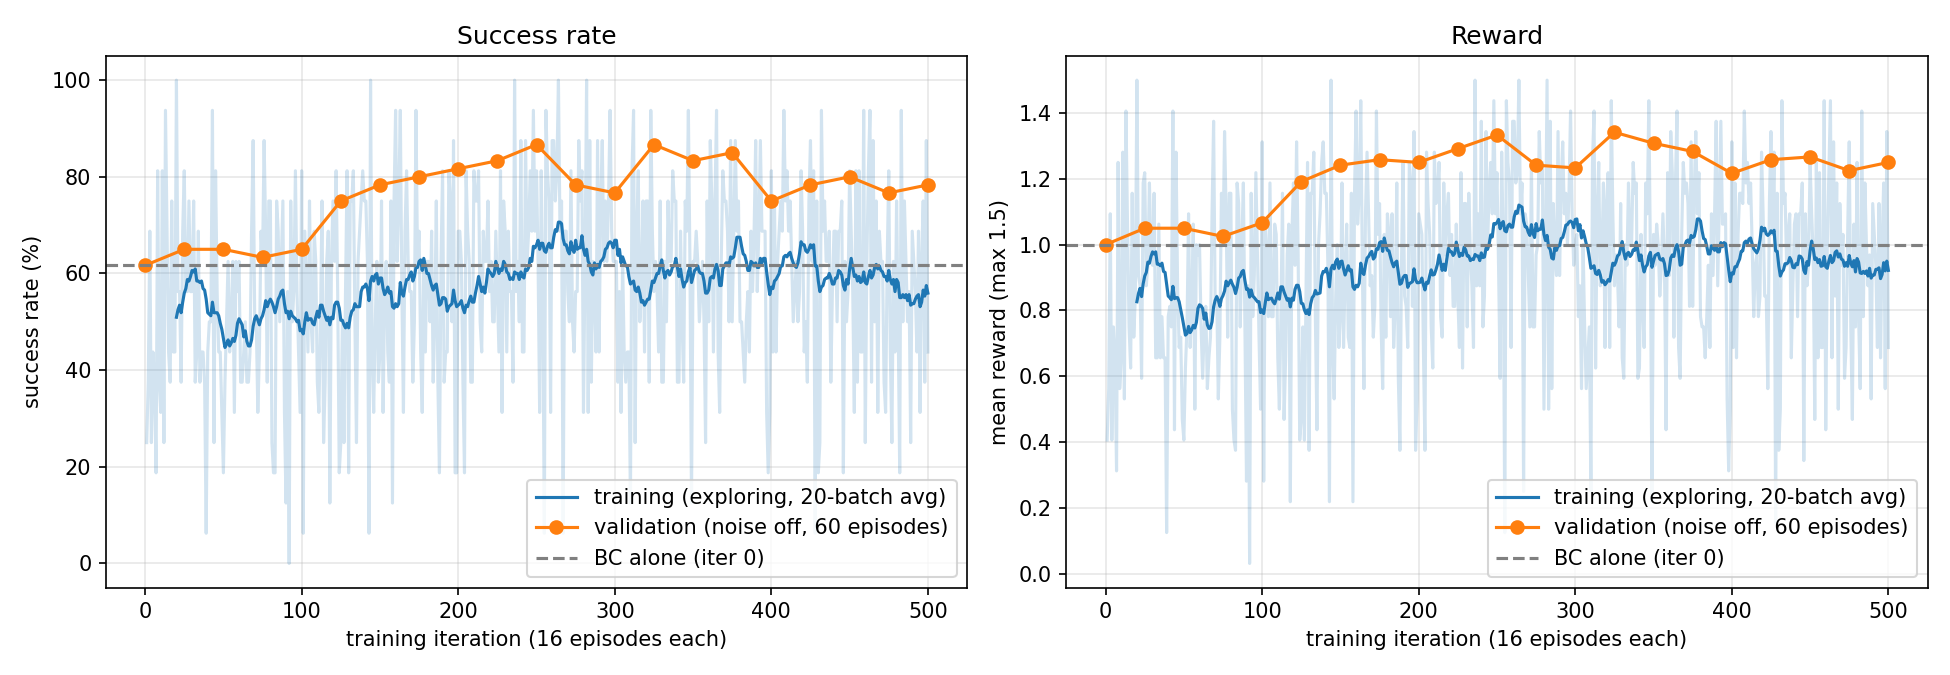 Success rate
100
80
60
40
20
0
success rate (%)
training (exploring, 20-batch avg)
validation (noise off, 60 episodes)
BC alone (iter 0)
0 100 200 300 400 500
training iteration (16 episodes each)
Reward
1.4
1.2
1.0
0.8
0.6
0.4
0.2
0.0
mean reward (max 1.5)
training (exploring, 20-batch avg)
validation (noise off, 60 episodes)
BC alone (iter 0)
0 100 200 300 400 500
training iteration (16 episodes each)